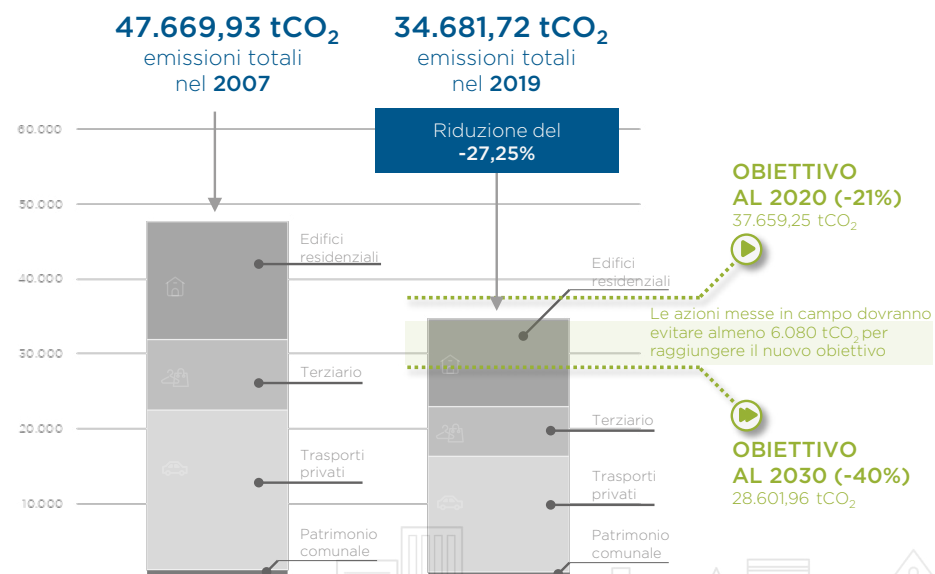 47.669,93 tCO₂
emissioni totali
nel 2007
34.681,72 tCO₂
emissioni totali
nel 2019
Riduzione del
-27,25%
60.000
50.000
40.000
30.000
20.000
10.000
Edifici
residenziali
Terziario
Trasporti
privati
Patrimonio
comunale
Edifici
residenziali
Terziario
Trasporti
privati
Patrimonio
comunale
OBIETTIVO
AL 2020 (-21%)
37.659,25 tCO₂
Le azioni messe in campo dovranno
evitare almeno 6.080 tCO₂ per
raggiungere il nuovo obiettivo
OBIETTIVO
AL 2030 (-40%)
28.601,96 tCO₂